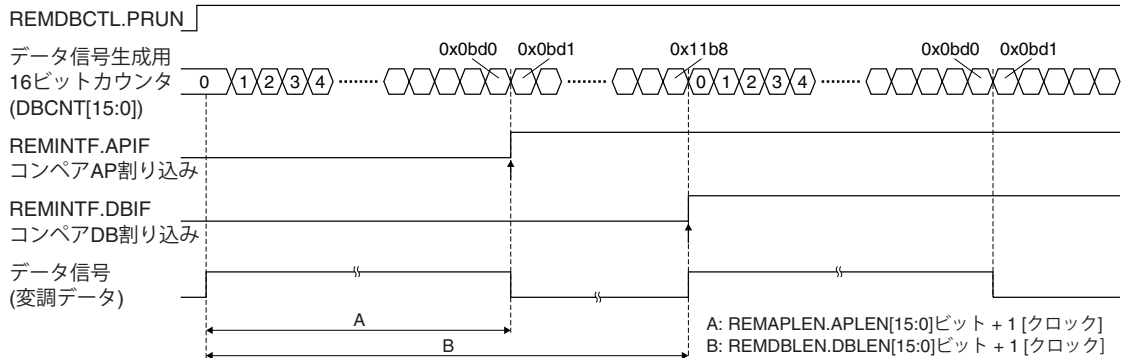 REMDBCTL.PRUN
データ信号生成用
16ビットカウンタ
(DBCNT[15:0])
0 1 2 3 4 ········ 0x0bd0 0x0bd1 ········ 0x11b8 0 1 2 3 4 ········ 0x0bd0 0x0bd1
REMINTF.APIF
コンペアAP割り込み
REMINTF.DBIF
コンペアDB割り込み
データ信号
(変調データ)
A
B
A: REMAPLEN.APLEN[15:0]ビット + 1 [クロック]
B: REMDBLEN.DBLEN[15:0]ビット + 1 [クロック]